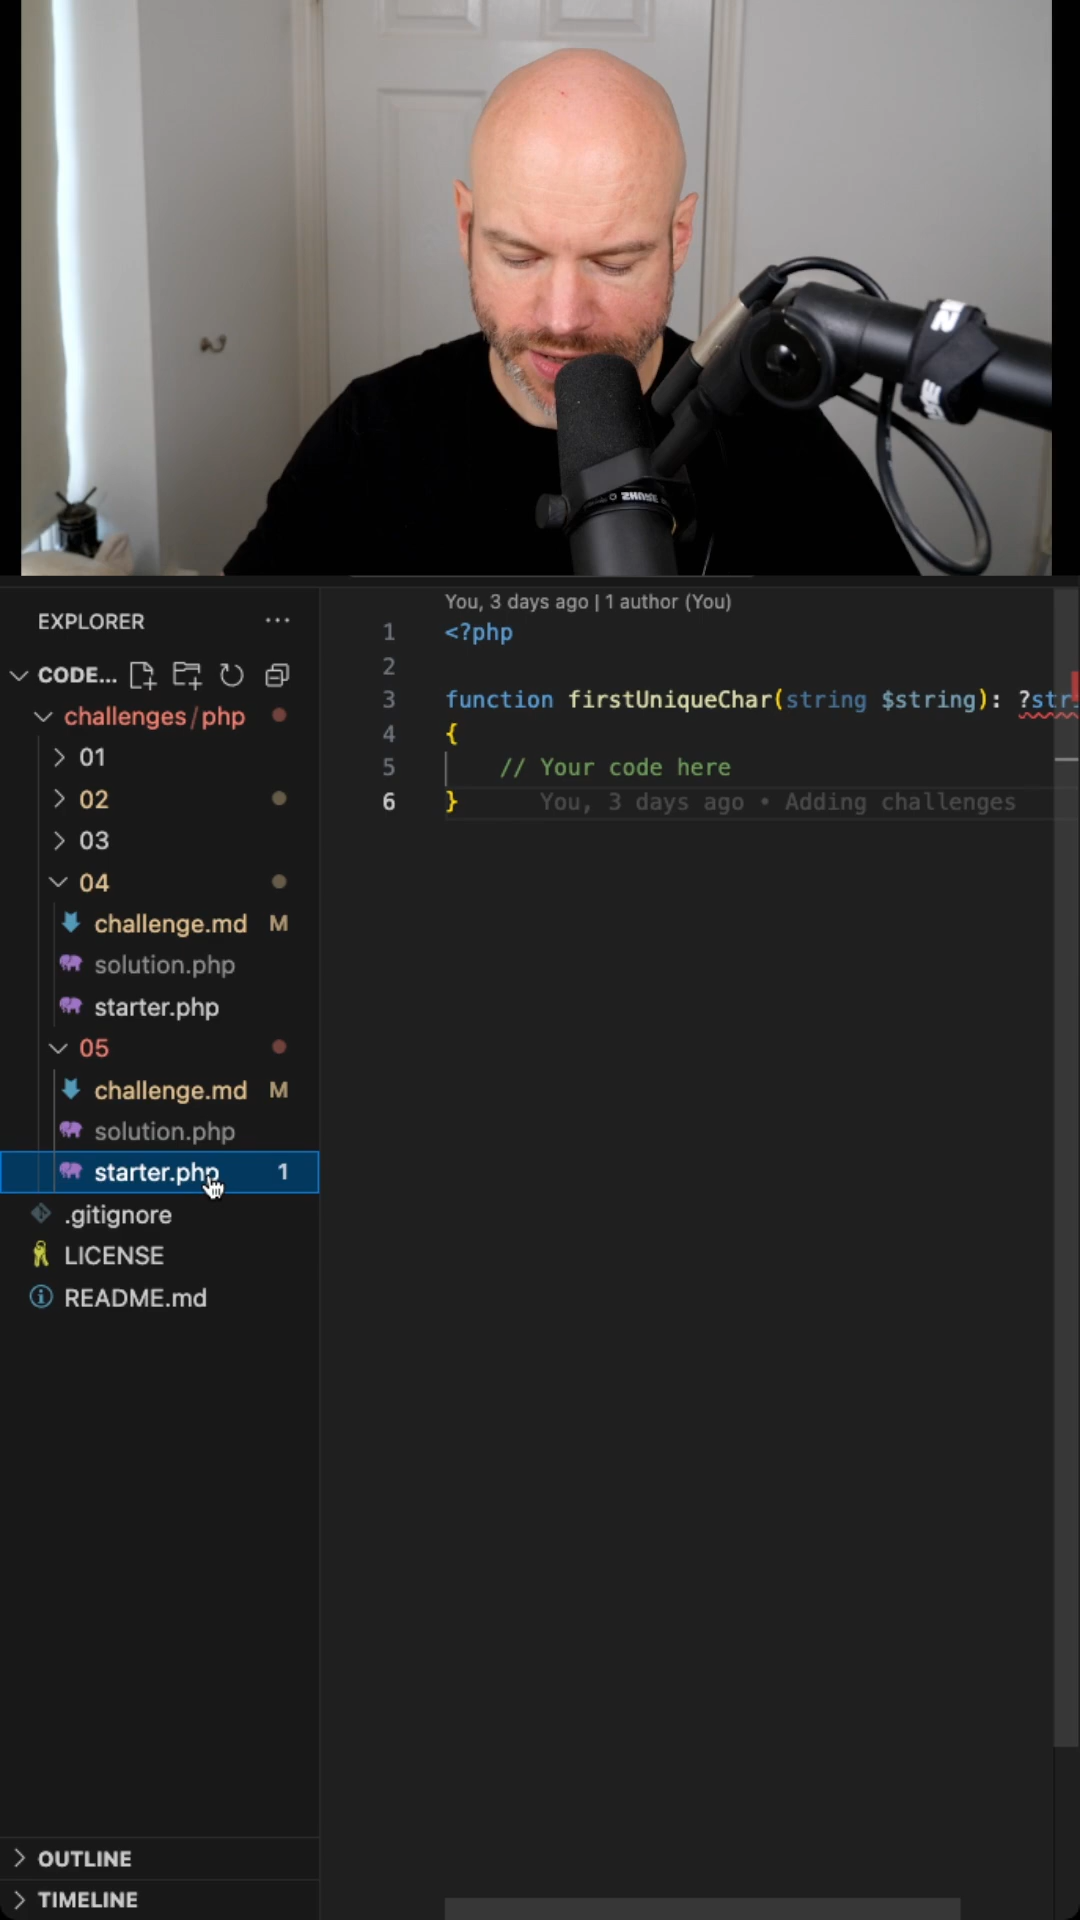 SHURE
EXPLORER
CODE...
challenges/php
01
02
03
04
challenge.md M
solution.php
starter.php
05
challenge.md M
solution.php
starter.php 1
.gitignore
LICENSE
README.md
OUTLINE
TIMELINE
You, 3 days ago | 1 author (You)
1 <?php
2
3 function firstUniqueChar(string $string): ?stri
4 {
5 // Your code here
6 } You, 3 days ago • Adding challenges